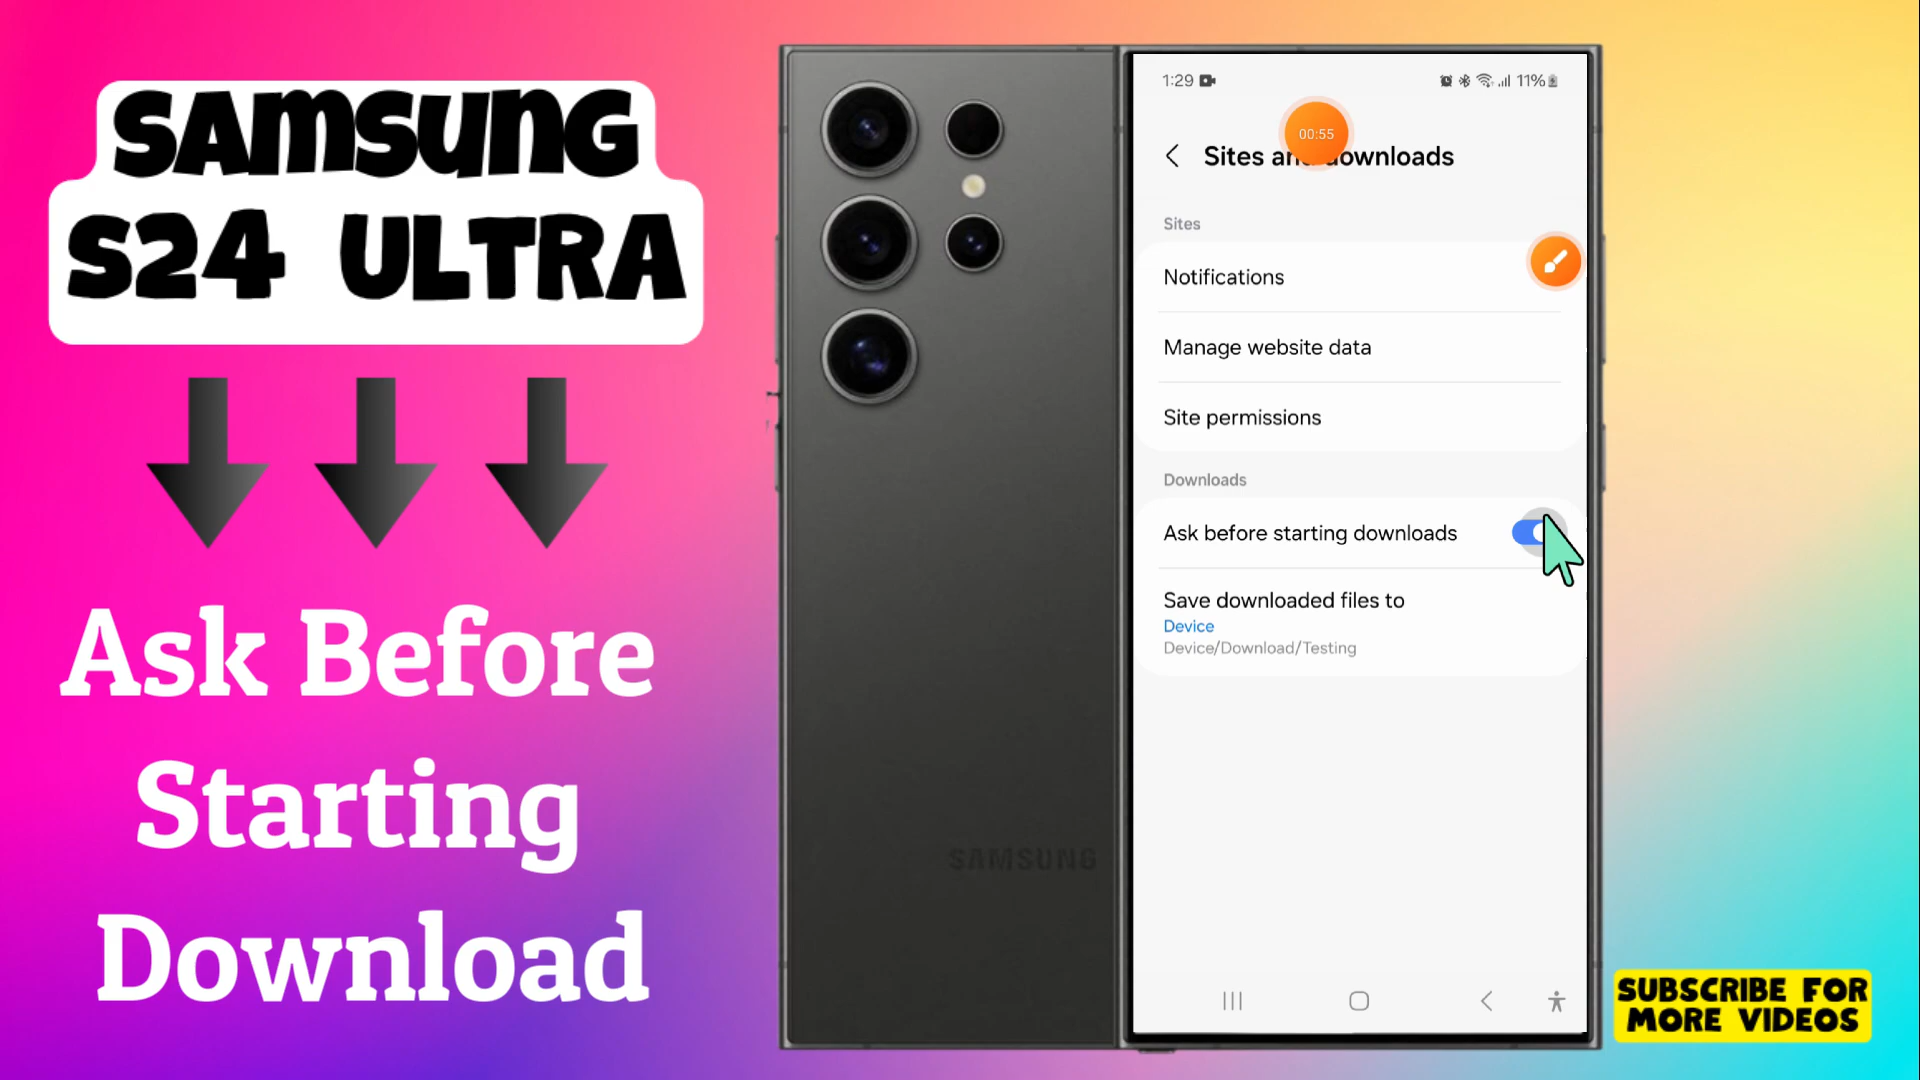 SAMSUNG
S24 ULTRA
Ask Before
Starting
Download
SAMSUNG
1:29
11%
00:55
Sites and downloads
Sites
Notifications
Manage website data
Site permissions
Downloads
Ask before starting downloads
Save downloaded files to
Device
Device/Download/Testing
SUBSCRIBE FOR
MORE VIDEOS